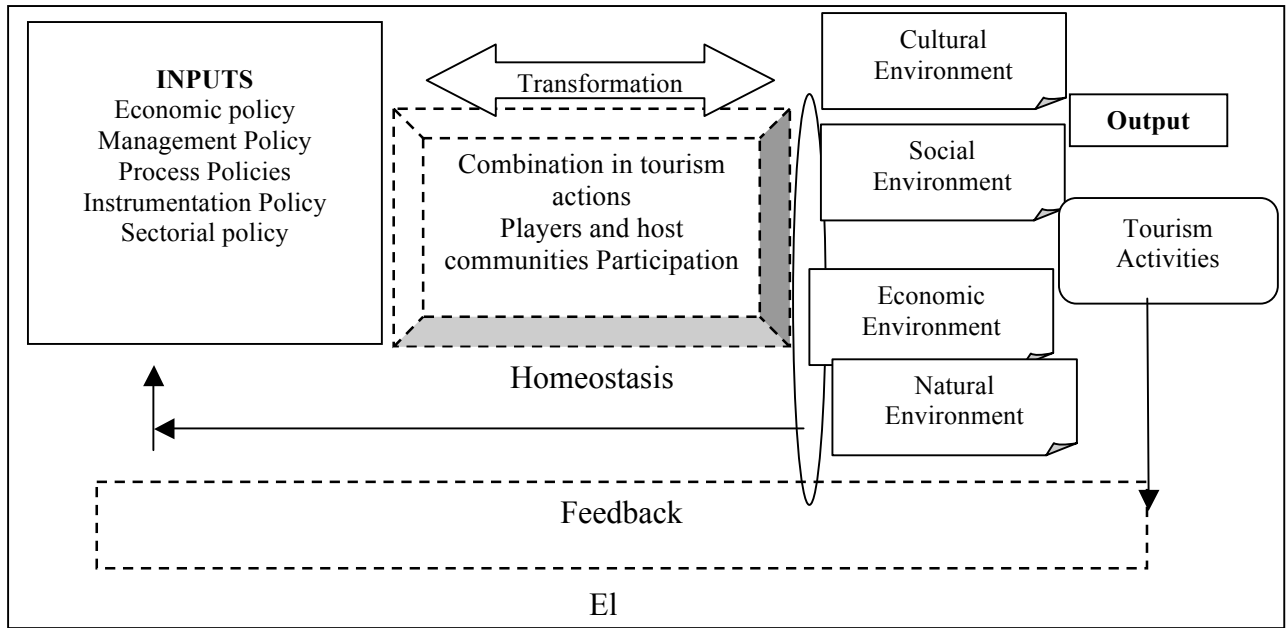 INPUTS
Economic policy
Management Policy
Process Policies
Instrumentation Policy
Sectorial policy
Transformation
Combination in tourism
actions
Players and host
communities Participation
Homeostasis
Cultural
Environment
Social
Environment
Economic
Environment
Natural
Environment
Output
Tourism
Activities
Feedback
El